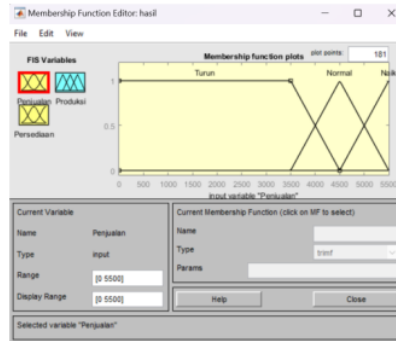 Membership Function Editor: hasil
File Edit View
FIS Variables
Membership function plots
plot points:
181
Penjualan Produksi
Persediaan
Turun
Normal
Naik
1
0.5
0
0 500 1000 1500 2000 2500 3000 3500 4000 4500 5000 5500
input variable "Penjualan"
Current Variable
Name Penjualan
Type input
Range [0 5500]
Display Range [0 5500]
Current Membership Function (click on MF to select)
Name
Type trimf
Params
Help
Close
Selected variable "Penjualan"